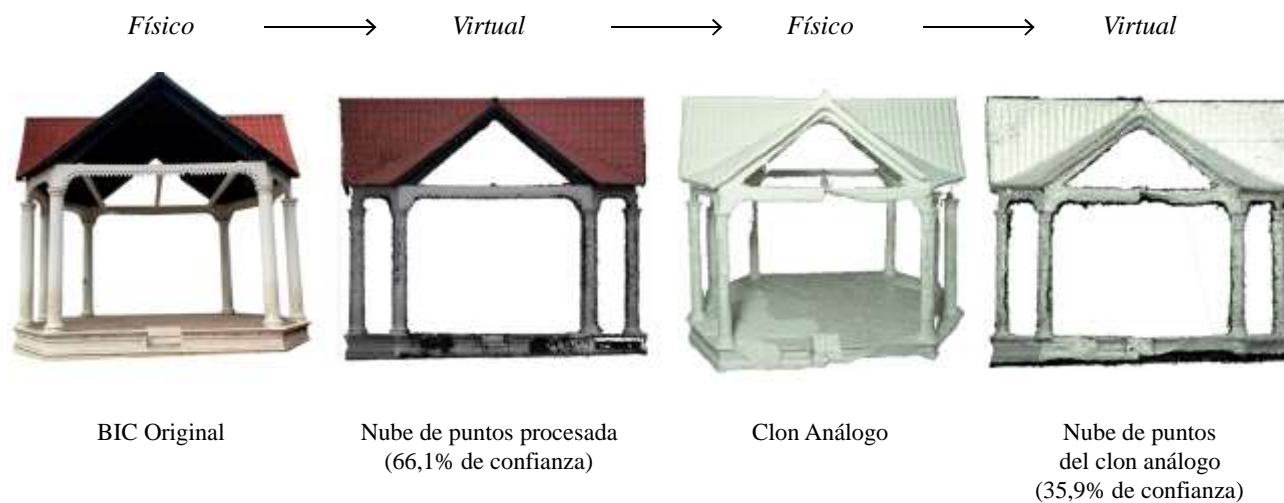 Físico
Virtual
Físico
Virtual
BIC Original
Nube de puntos procesada
(66,1% de confianza)
Clon Análogo
Nube de puntos
del clon análogo
(35,9% de confianza)